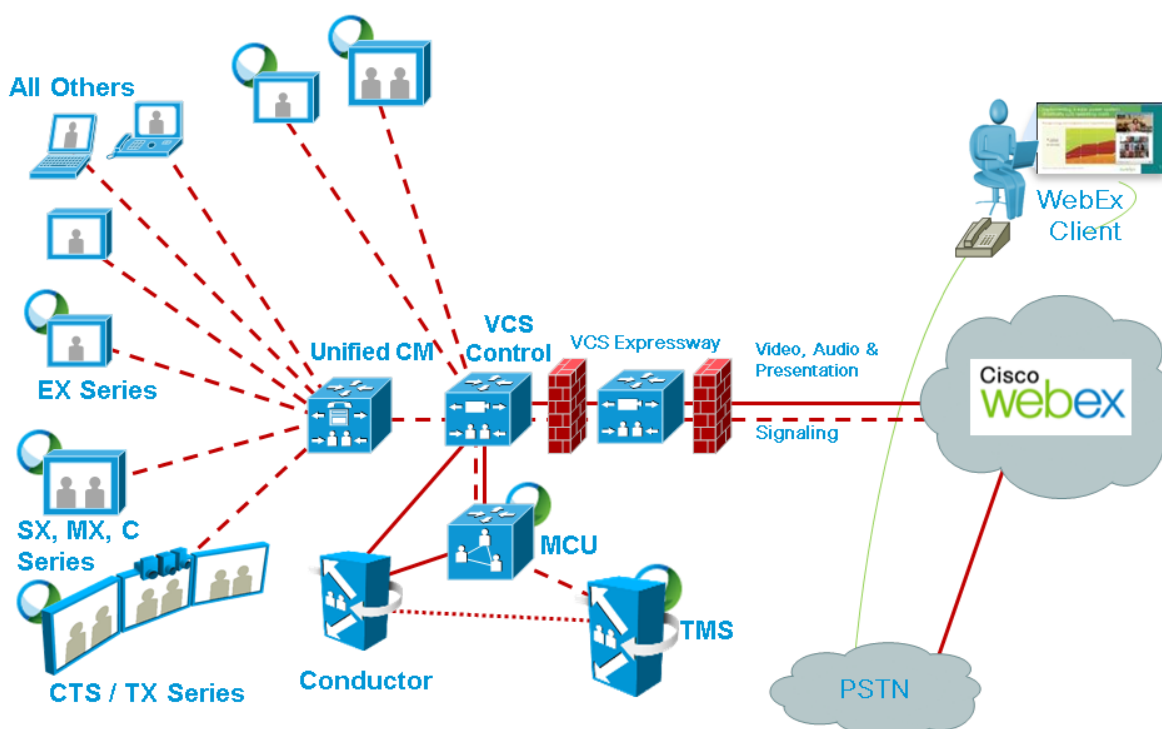 All Others
EX Series
SX, MX, C
Series
CTS / TX Series
Unified CM
VCS
Control
VCS Expressway
Video, Audio &
Presentation
Signaling
MCU
Conductor
TMS
WebEx
Client
Cisco
webex
PSTN